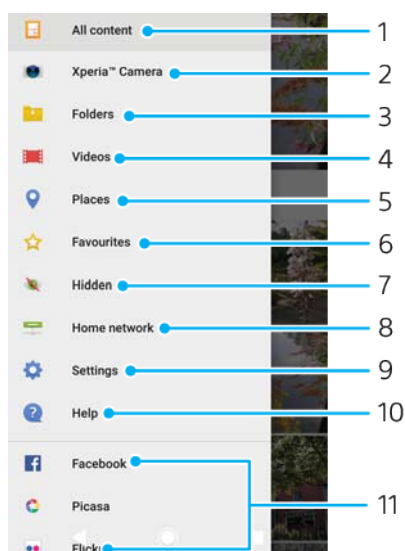 All content 1
Xperia™ Camera 2
Folders 3
Videos 4
Places 5
Favourites 6
Hidden 7
Home network 8
Settings 9
Help 10
Facebook
Picasa 11